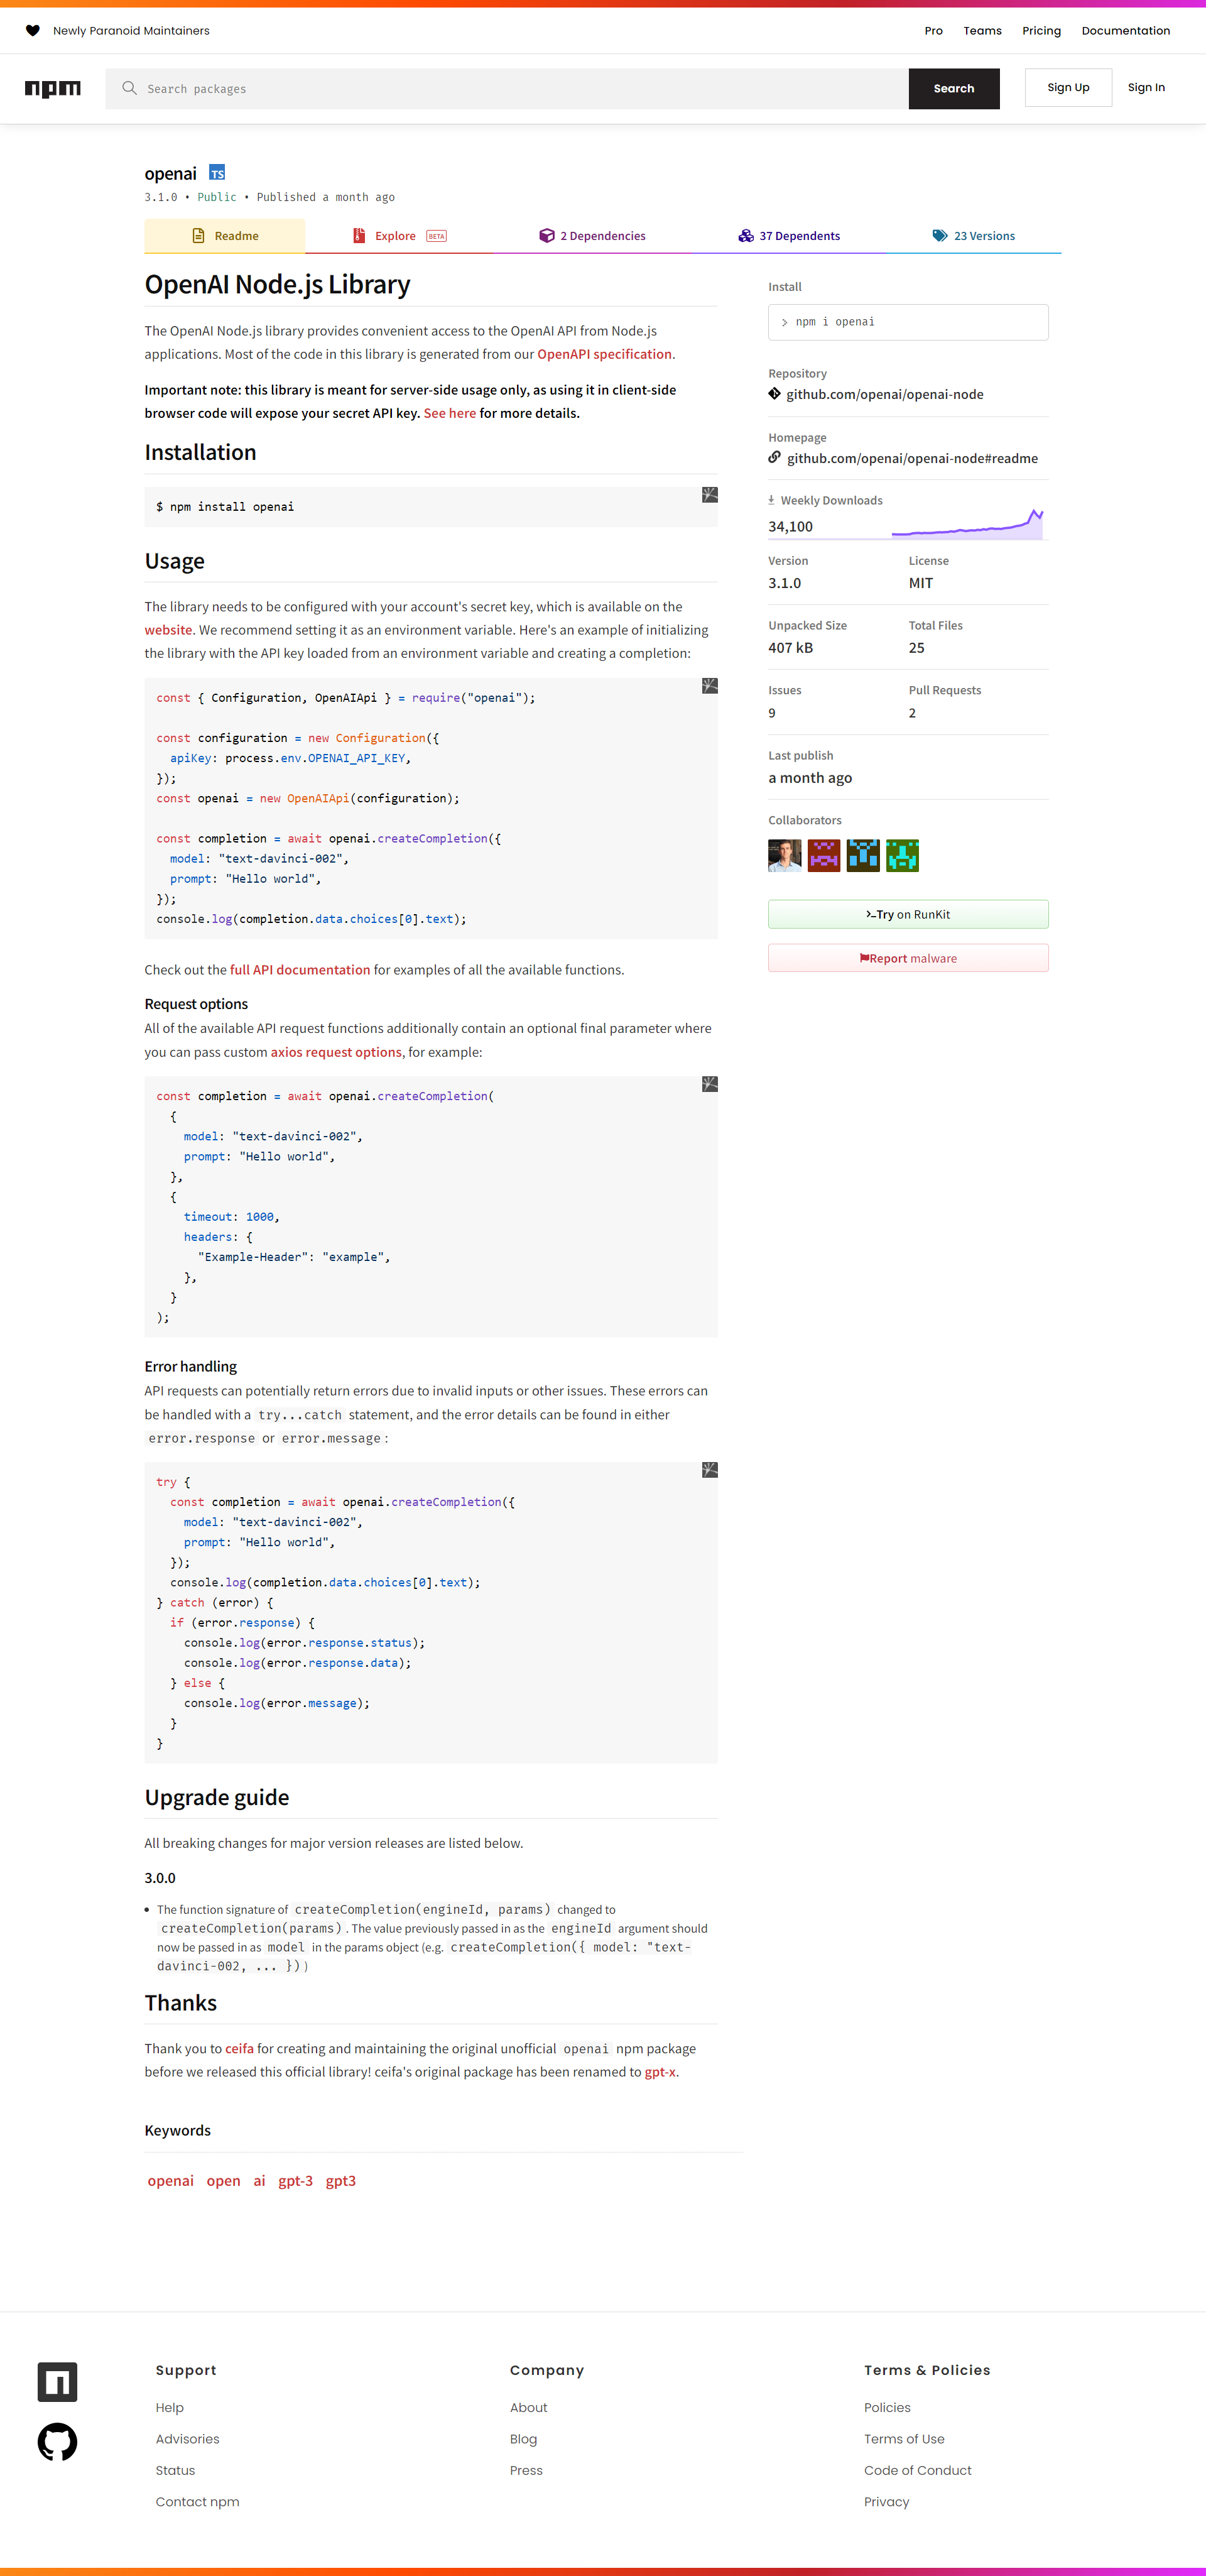 Newly Paranoid Maintainers
Pro Teams Pricing Documentation
npm
Search packages
Search
Sign Up
Sign In
openai TS
3.1.0 • Public • Published a month ago
Readme
Explore BETA
2 Dependencies
37 Dependents
23 Versions
OpenAI Node.js Library
The OpenAI Node.js library provides convenient access to the OpenAI API from Node.js
applications. Most of the code in this library is generated from our OpenAPI specification.
Important note: this library is meant for server-side usage only, as using it in client-side
browser code will expose your secret API key. See here for more details.
Installation
$ npm install openai
Usage
The library needs to be configured with your account's secret key, which is available on the
website. We recommend setting it as an environment variable. Here's an example of initializing
the library with the API key loaded from an environment variable and creating a completion:
const { Configuration, OpenAIApi } = require("openai");
const configuration = new Configuration({
  apiKey: process.env.OPENAI_API_KEY,
});
const openai = new OpenAIApi(configuration);
const completion = await openai.createCompletion({
  model: "text-davinci-002",
  prompt: "Hello world",
});
console.log(completion.data.choices[0].text);
Check out the full API documentation for examples of all the available functions.
Request options
All of the available API request functions additionally contain an optional final parameter where
you can pass custom axios request options, for example:
const completion = await openai.createCompletion(
  {
    model: "text-davinci-002",
    prompt: "Hello world",
  },
  {
    timeout: 1000,
    headers: {
      "Example-Header": "example",
    },
  }
);
Error handling
API requests can potentially return errors due to invalid inputs or other issues. These errors can
be handled with a try...catch statement, and the error details can be found in either
error.response or error.message:
try {
  const completion = await openai.createCompletion({
    model: "text-davinci-002",
    prompt: "Hello world",
  });
  console.log(completion.data.choices[0].text);
} catch (error) {
  if (error.response) {
    console.log(error.response.status);
    console.log(error.response.data);
  } else {
    console.log(error.message);
  }
}
Upgrade guide
All breaking changes for major version releases are listed below.
3.0.0
• The function signature of createCompletion(engineId, params) changed to
createCompletion(params). The value previously passed in as the engineId argument should
now be passed in as model in the params object (e.g. createCompletion({ model: "text-
davinci-002, ... }))
Thanks
Thank you to ceifa for creating and maintaining the original unofficial openai npm package
before we released this official library! ceifa's original package has been renamed to gpt-x.
Keywords
openai open ai gpt-3 gpt3
Install
npm i openai
Repository
github.com/openai/openai-node
Homepage
github.com/openai/openai-node#readme
Weekly Downloads
34,100
Version
3.1.0
License
MIT
Unpacked Size
407 kB
Total Files
25
Issues
9
Pull Requests
2
Last publish
a month ago
Collaborators
Try on RunKit
Report malware
Support
Help
Advisories
Status
Contact npm
Company
About
Blog
Press
Terms & Policies
Policies
Terms of Use
Code of Conduct
Privacy